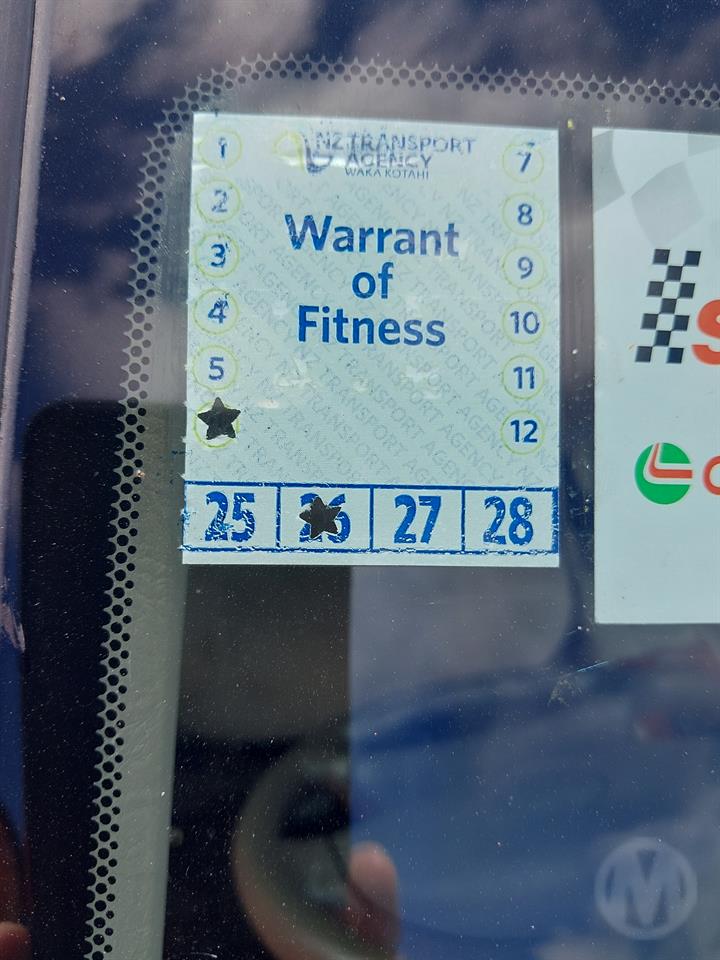 NZ TRANSPORT
AGENCY
WAKA KOTAHI
Warrant
of
Fitness
1
2
3
4
5
7
8
9
10
11
12
25 26 27 28
S
M